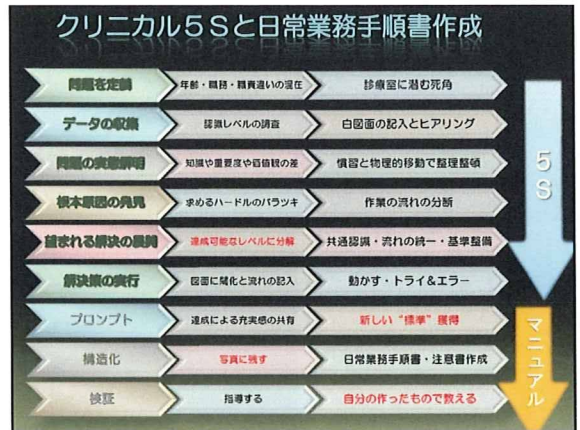 クリニカル5Sと日常業務手順書作成
問題を定義 年齢・職務・職責違いの混在 診療室に潜む死角
データの収集 認識レベルの調査 白図面の記入とヒアリング
問題の実態解明 知識や重要度や価値観の差 慣習と物理的移動で整理整頓
根本原因の発見 求めるハードルのバラツキ 作業の流れの分断
望まれる解決の展開 達成可能なレベルに分解 共通認識・流れの統一・基準整備
解決策の実行 図面に関化と流れの記入 動かす・トライ&エラー
プロンプト 達成による充実感の共有 新しい“標準”獲得
構造化 写真に残す 日常業務手順書・注意書作成
検証 指導する 自分の作ったもので教える
5S
マニュアル